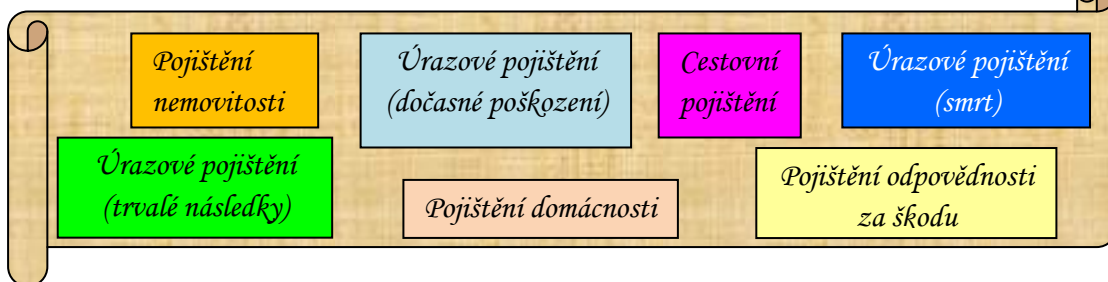 Pojištění
nemovitosti
Úrazové pojištění
(dočasné poškození)
Cestovní
pojištění
Úrazové pojištění
(smrt)
Úrazové pojištění
(trvalé následky)
Pojištění domácnosti
Pojištění odpovědnosti
za škodu